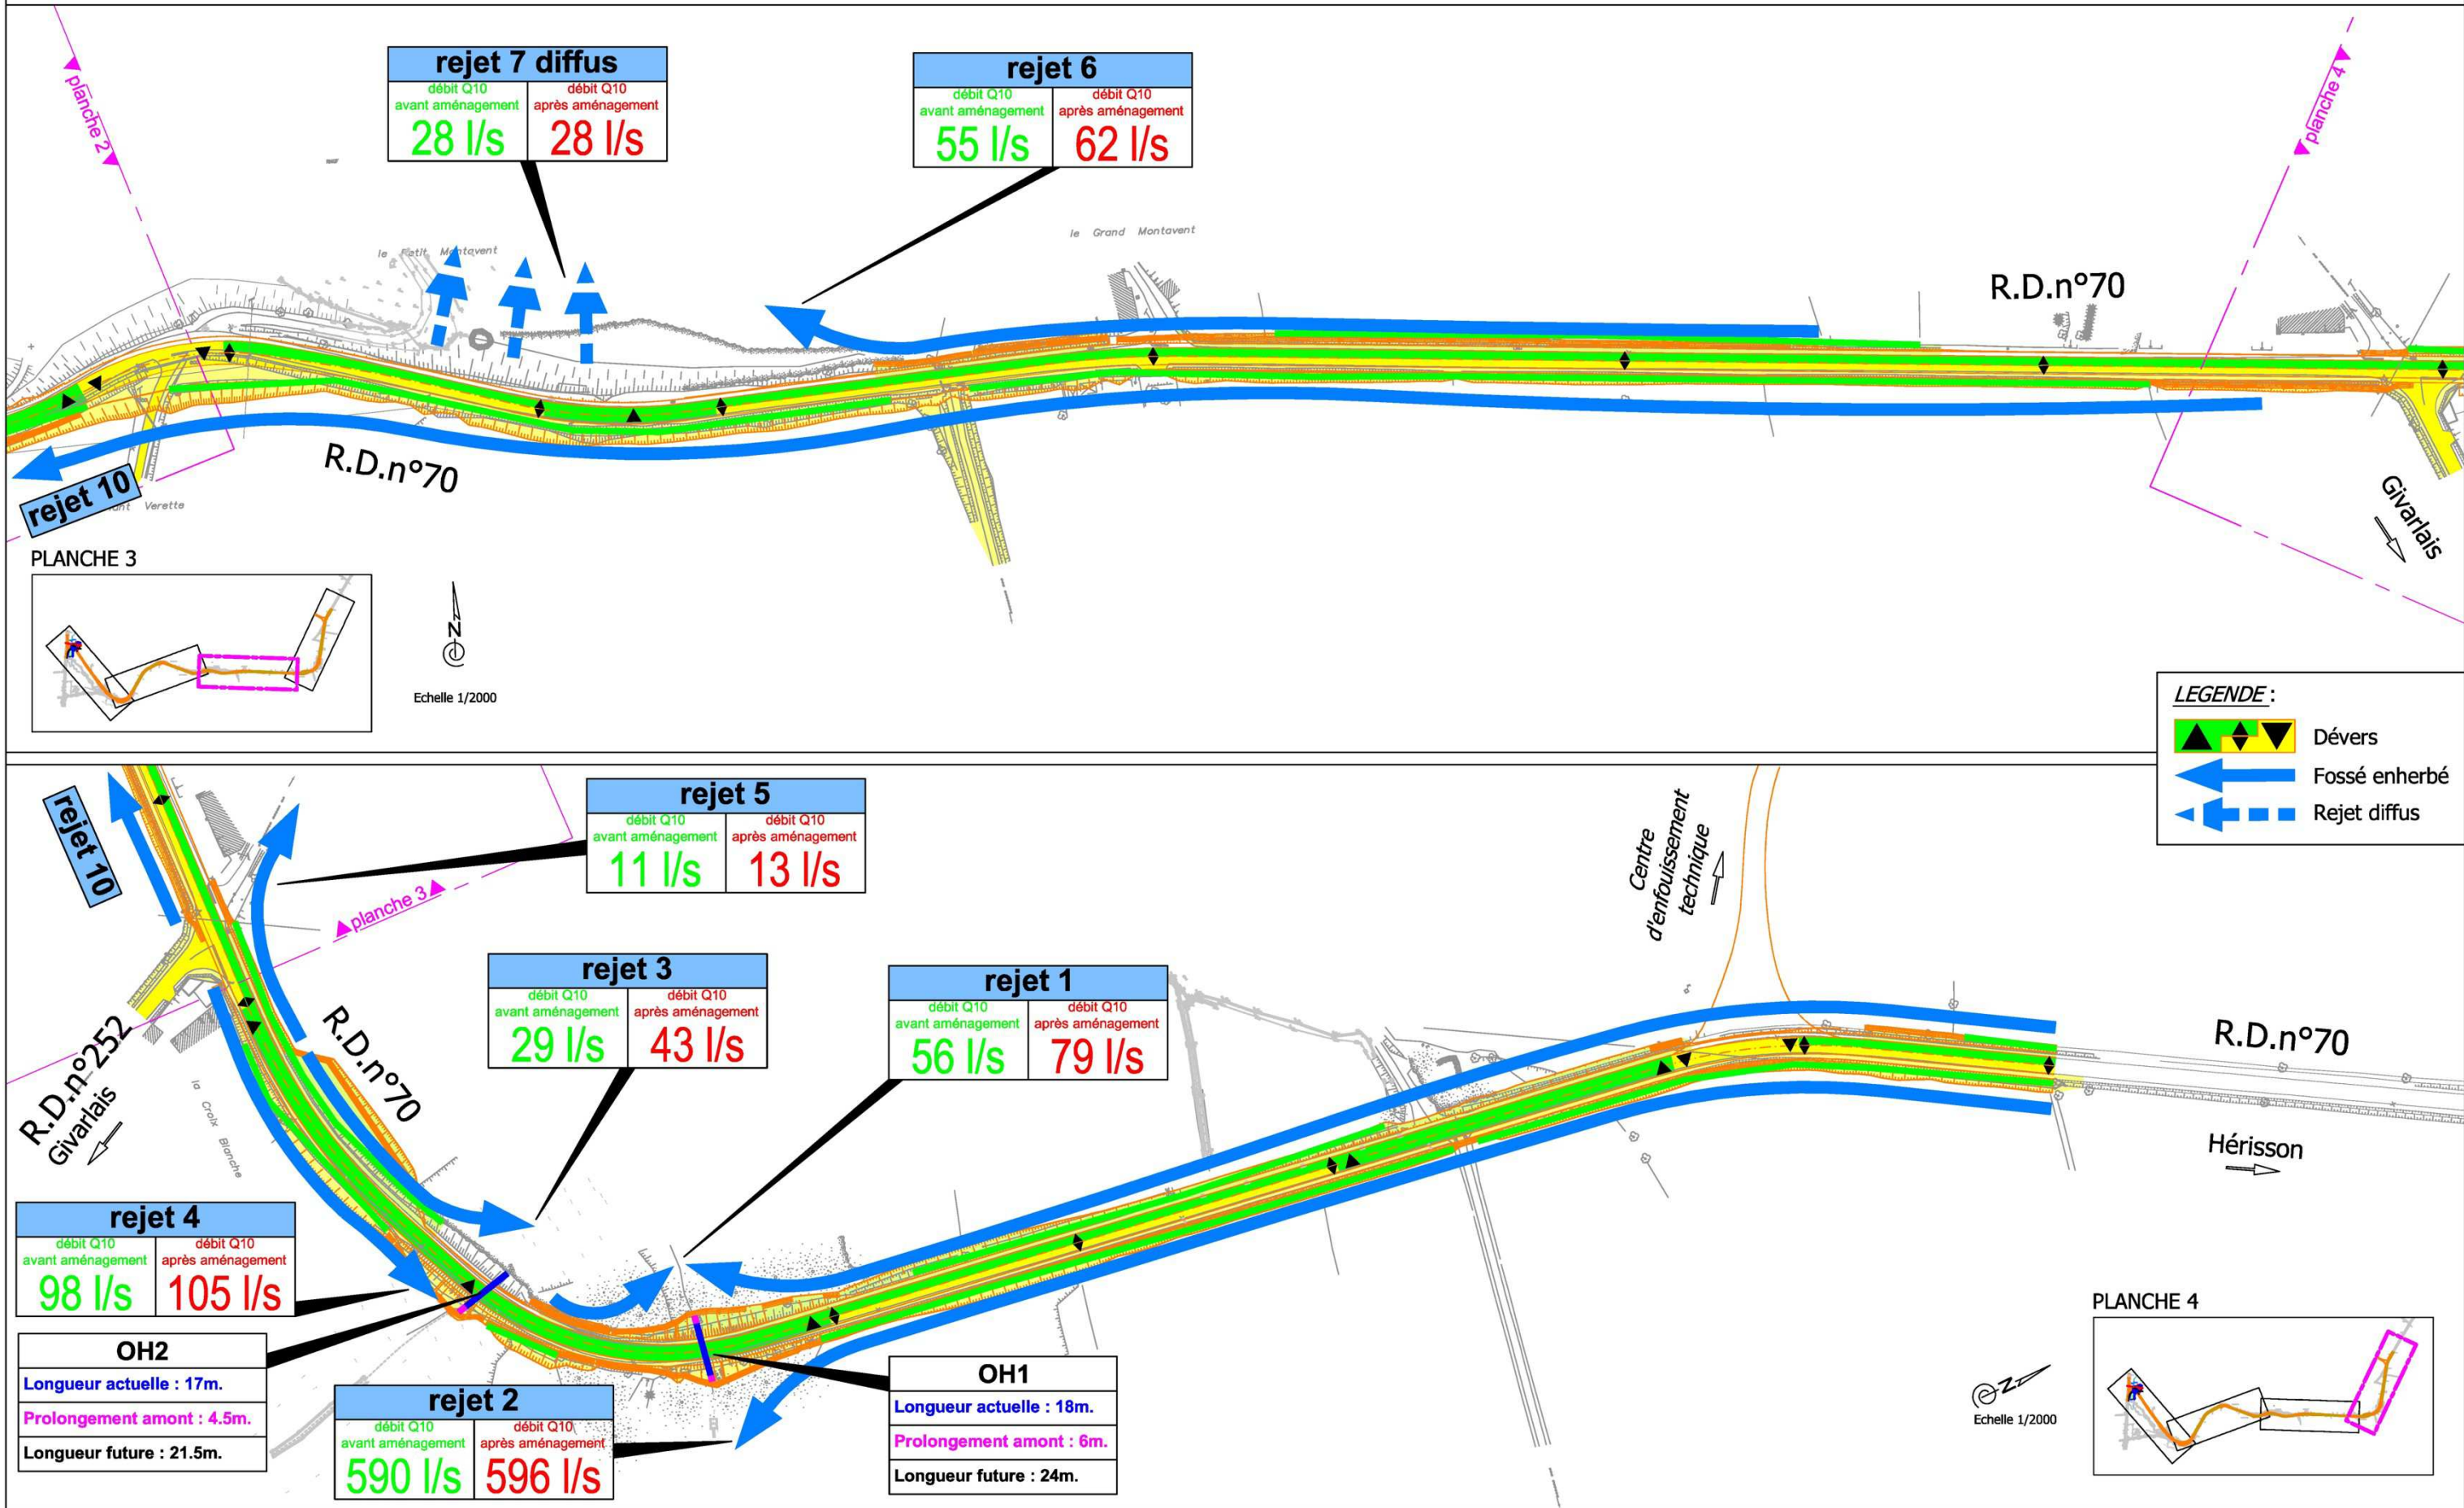 planche 2
rejet 7 diffus
débit Q10
avant aménagement
28 l/s
débit Q10
après aménagement
28 l/s
rejet 6
débit Q10
avant aménagement
55 l/s
débit Q10
après aménagement
62 l/s
planche 4
le Petit Montavent
le Grand Montavent
R.D.n°70
R.D.n°70
rejet 10
Verette
Givarlais
PLANCHE 3
N
Echelle 1/2000
LEGENDE :
Dévers
Fossé enherbé
Rejet diffus
rejet 10
rejet 5
débit Q10
avant aménagement
11 l/s
débit Q10
après aménagement
13 l/s
planche 3
Centre
d'enfouissement
technique
rejet 3
débit Q10
avant aménagement
29 l/s
débit Q10
après aménagement
43 l/s
rejet 1
débit Q10
avant aménagement
56 l/s
débit Q10
après aménagement
79 l/s
R.D.n°70
R.D.n°70
R.D.n°252
Givarlais
la Croix Blanche
Hérisson
rejet 4
débit Q10
avant aménagement
98 l/s
débit Q10
après aménagement
105 l/s
OH2
Longueur actuelle : 17m.
Prolongement amont : 4.5m.
Longueur future : 21.5m.
rejet 2
débit Q10
avant aménagement
590 l/s
débit Q10
après aménagement
596 l/s
OH1
Longueur actuelle : 18m.
Prolongement amont : 6m.
Longueur future : 24m.
N
Echelle 1/2000
PLANCHE 4